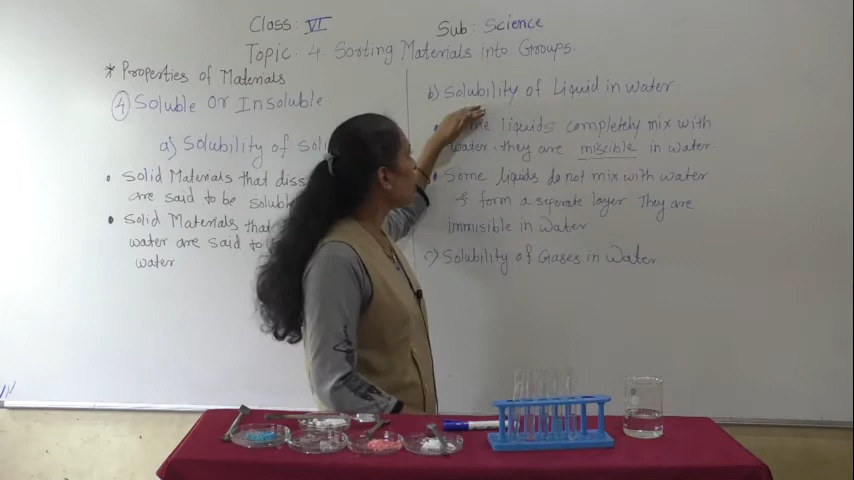 Class: VI
Sub: Science
Topic: 4. Sorting Materials into Groups.
* Properties of Materials
④ Soluble or Insoluble
a) Solubility of
• Solid Materials that
are said to be soluble
• Solid Materials that
water are said to
water
b) Solubility of Liquid in water
• liquids completely mix with
water. they are miscible in water.
• Some liquids do not mix with water
& form a separate layer They are
immisible in water
c) Solubility of Gases in Water